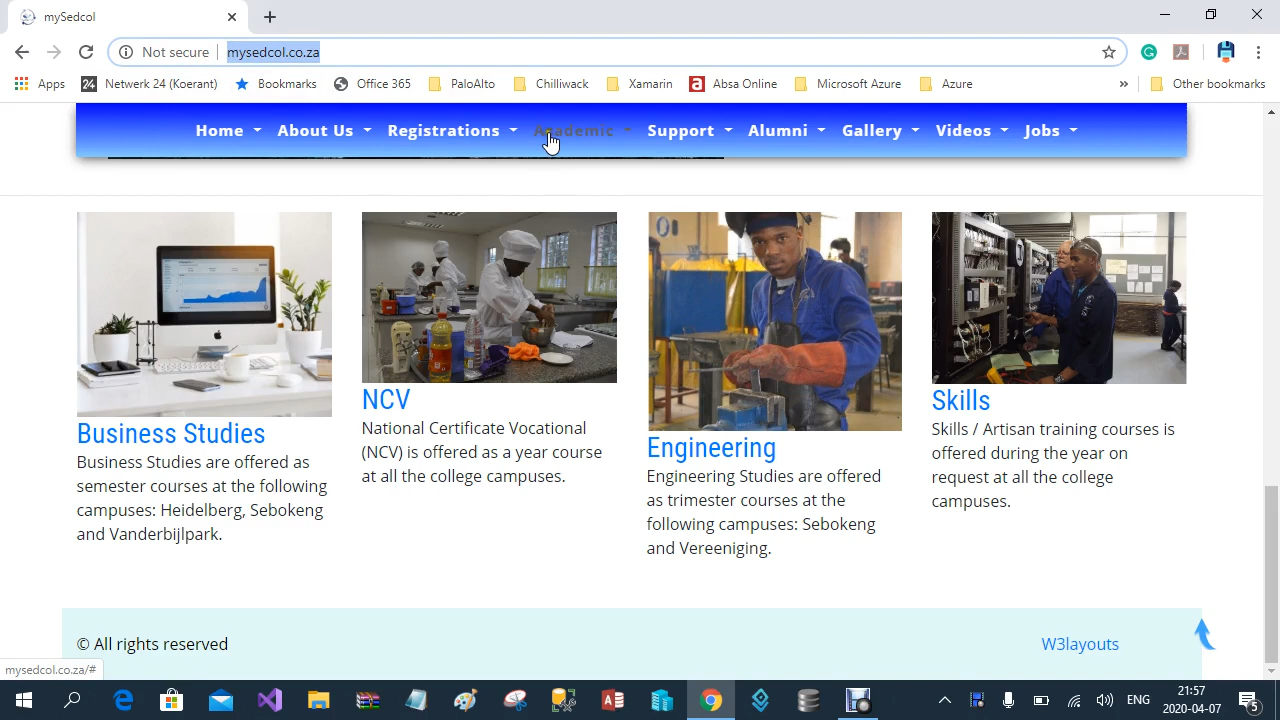 mySedcol
Not secure
mysedcol.co.za
Apps
24
Netwerk 24 (Koerant)
Bookmarks
Office 365
PaloAlto
Chilliwack
Xamarin
a
Absa Online
Microsoft Azure
Azure
»
Other bookmarks
Home
About Us
Registrations
Academic
Support
Alumni
Gallery
Videos
Jobs
Business Studies
Business Studies are offered as
semester courses at the following
campuses: Heidelberg, Sebokeng
and Vanderbijlpark.
NCV
National Certificate Vocational
(NCV) is offered as a year course
at all the college campuses.
Engineering
Engineering Studies are offered
as trimester courses at the
following campuses: Sebokeng
and Vereeniging.
Skills
Skills / Artisan training courses is
offered during the year on
request at all the college
campuses.
© All rights reserved
W3layouts
mysedcol.co.za/#
ENG
21:57
2020-04-07
5